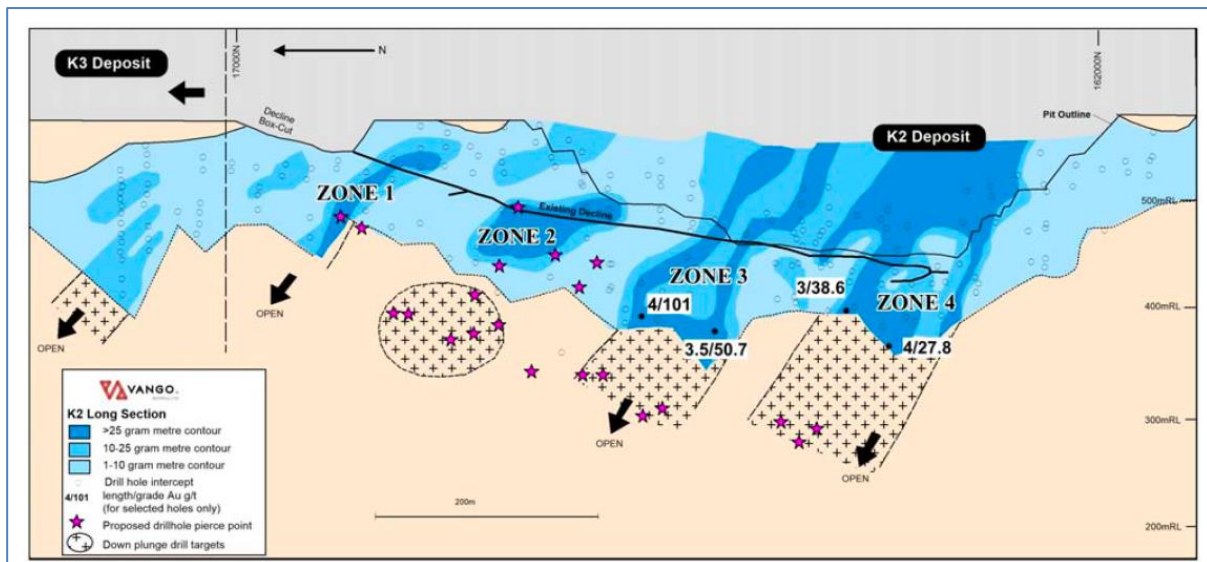 K3 Deposit
17000N
N
162000N
Decline
Box-Cut
Pit Outline
K2 Deposit
ZONE 1
500mRL
Existing Decline
ZONE 2
ZONE 3
3/38.6
ZONE 4
4/101
400mRL
3.5/50.7
4/27.8
OPEN
OPEN
OPEN
OPEN
300mRL
200m
200mRL
VANGO
K2 Long Section
>25 gram metre contour
10-25 gram metre contour
1-10 gram metre contour
Drill hole intercept
4/101 length/grade Au g/t
(for selected holes only)
Proposed drillhole pierce point
Down plunge drill targets